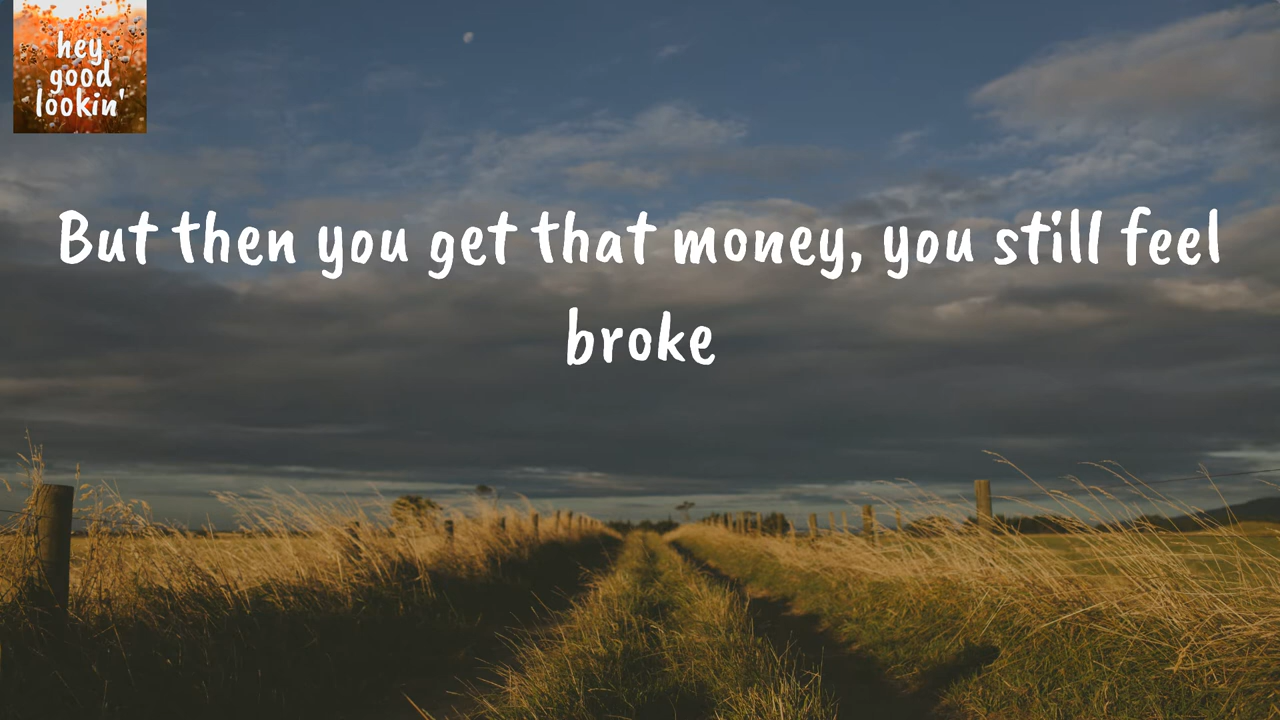 hey
good
lookin'
But then you get that money, you still feel
broke